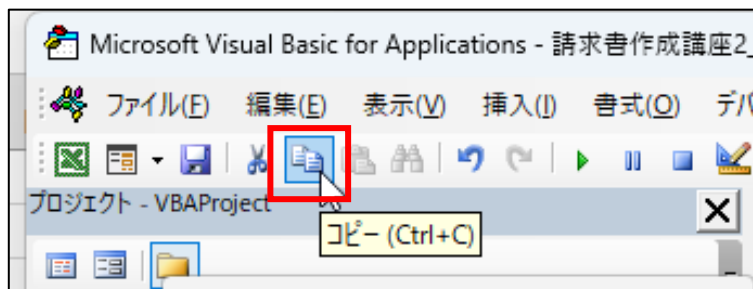 Microsoft Visual Basic for Applications - 請求書作成講座2_
ファイル(F) 編集(E) 表示(V) 挿入(I) 書式(O) デバ
プロジェクト - VBAProject
コピー (Ctrl+C)